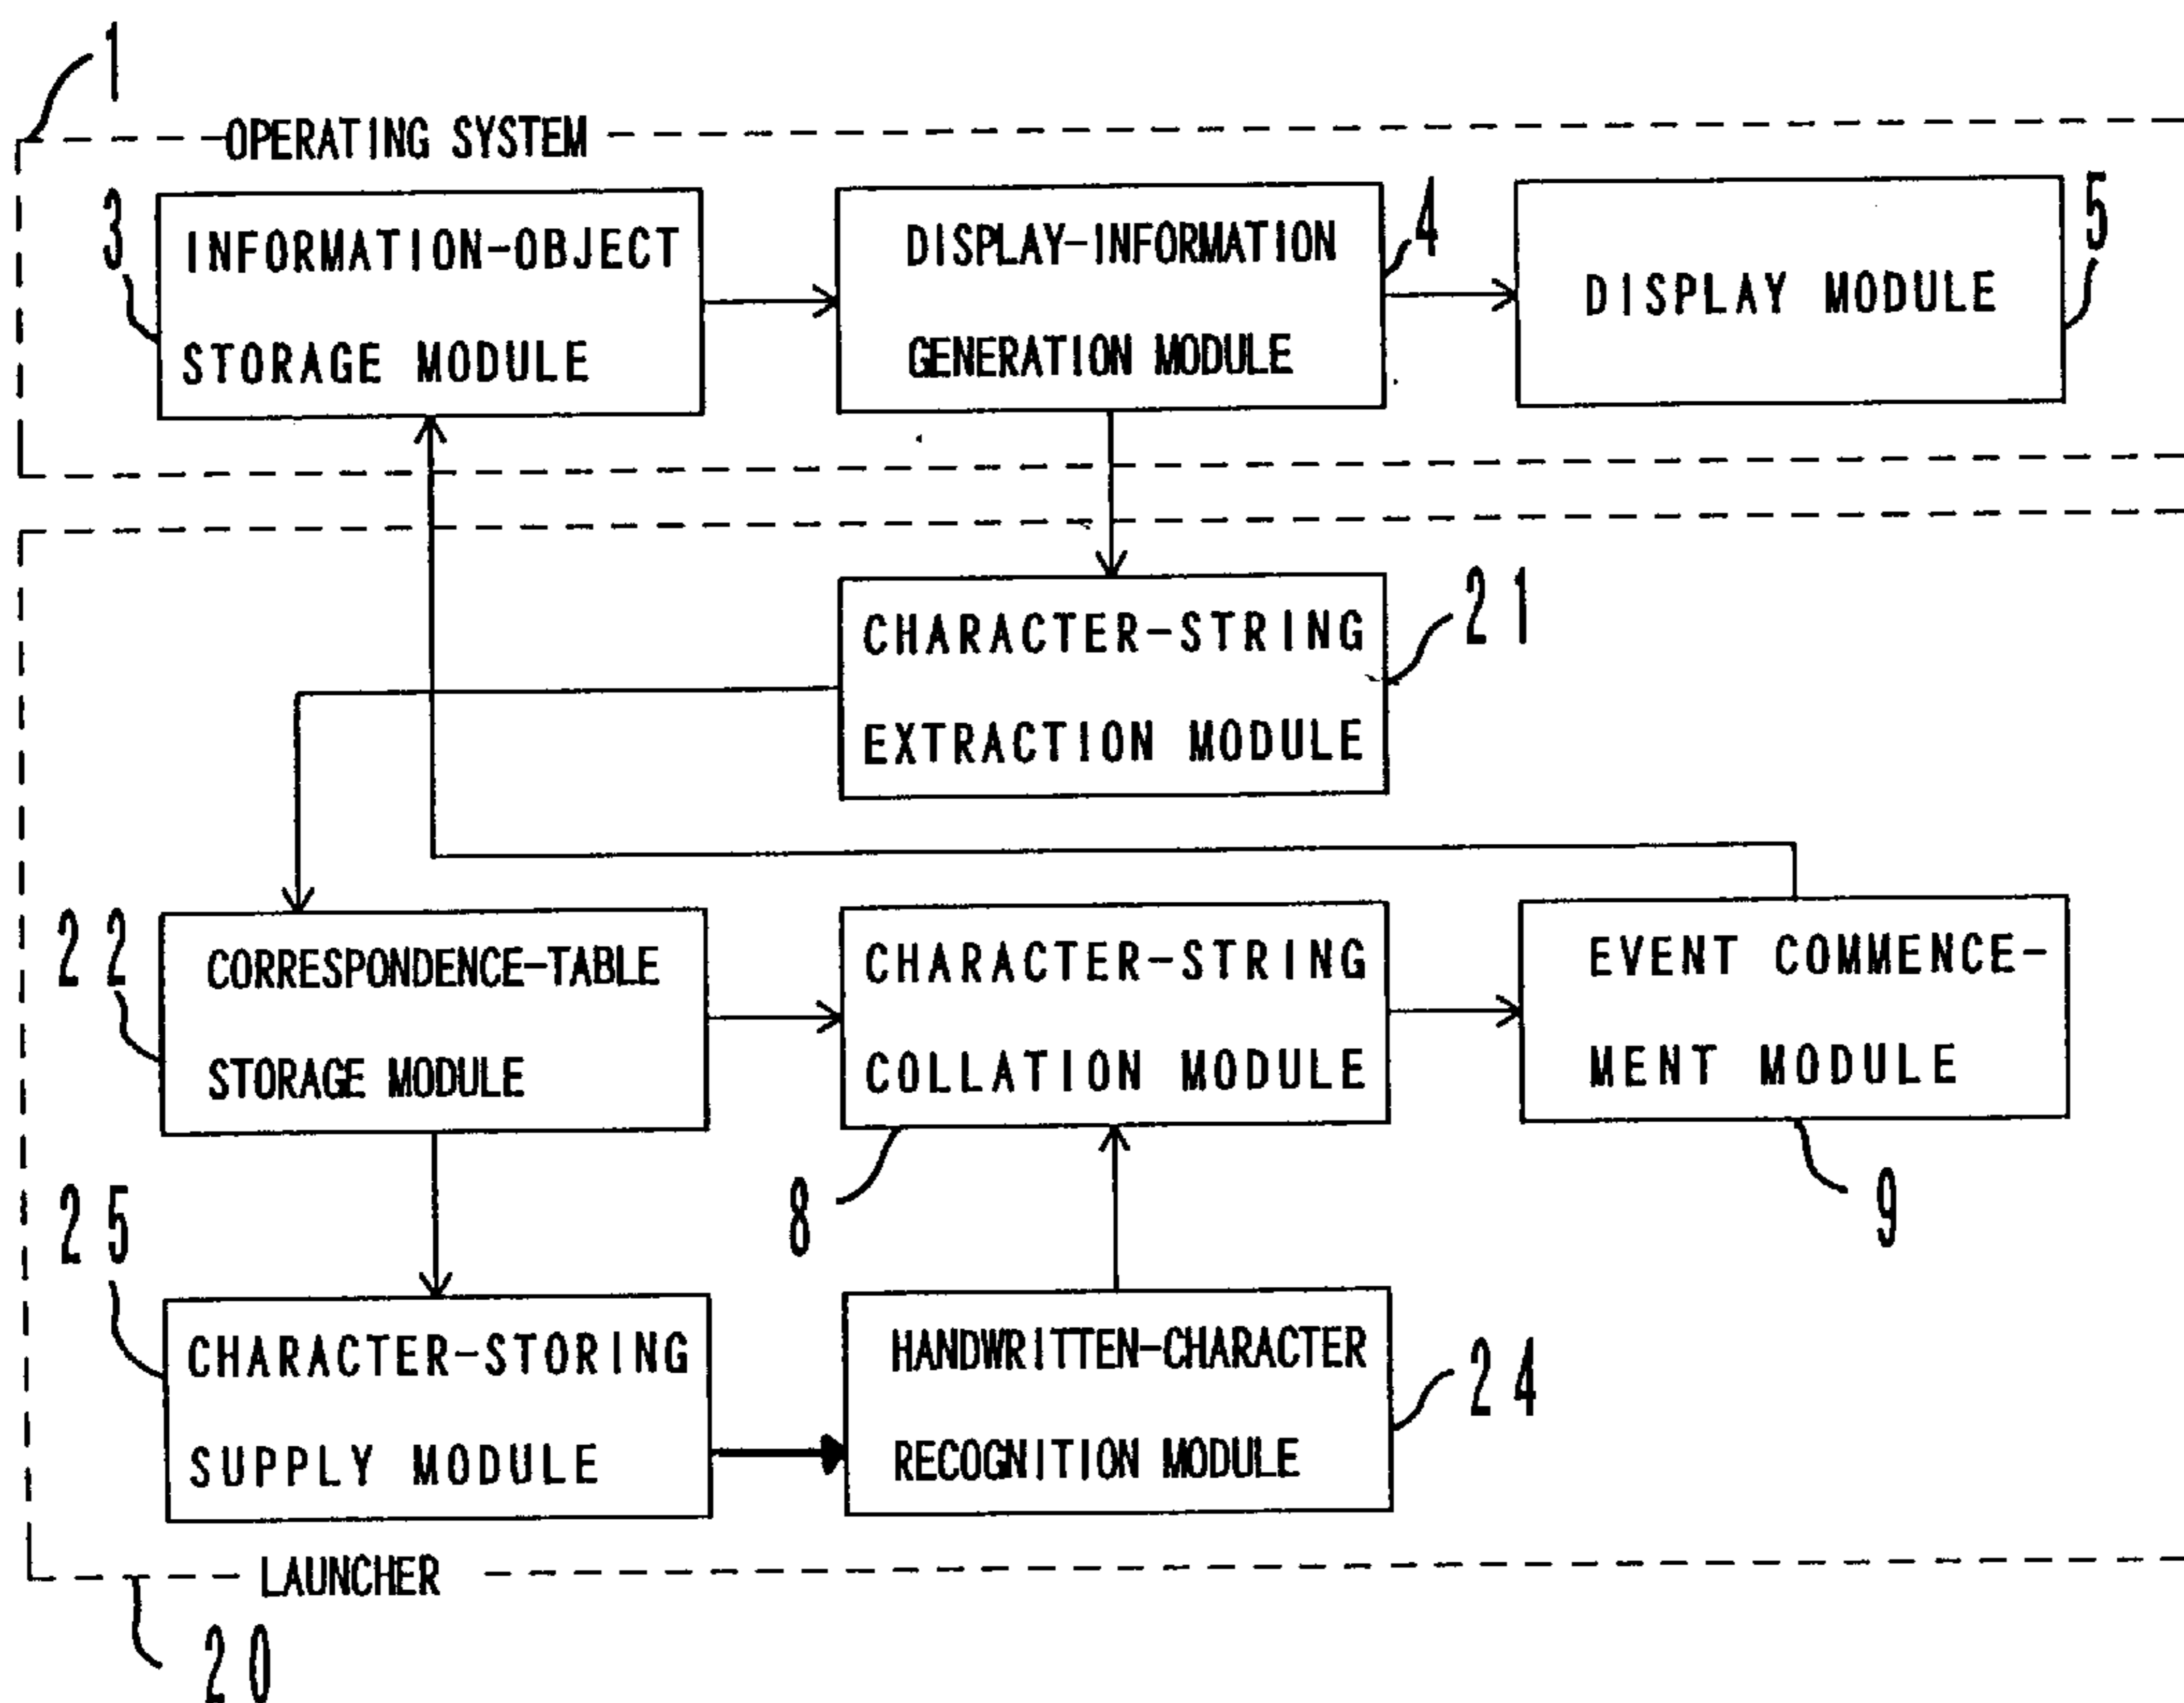 1
OPERATING SYSTEM
3
INFORMATION-OBJECT
STORAGE MODULE
DISPLAY-INFORMATION
GENERATION MODULE
4
DISPLAY MODULE
5
CHARACTER-STRING
EXTRACTION MODULE
21
22
CORRESPONDENCE-TABLE
STORAGE MODULE
CHARACTER-STRING
COLLATION MODULE
8
EVENT COMMENCE-
MENT MODULE
9
25
CHARACTER-STORING
SUPPLY MODULE
HANDWRITTEN-CHARACTER
RECOGNITION MODULE
24
LAUNCHER
20